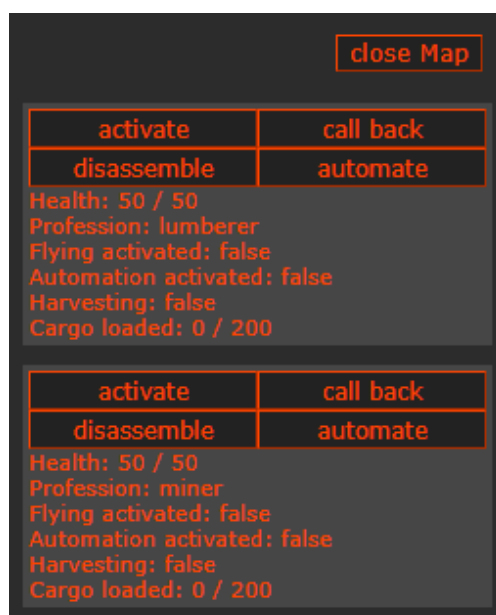 close Map
activate call back
disassemble automate
Health: 50 / 50
Profession: lumberer
Flying activated: false
Automation activated: false
Harvesting: false
Cargo loaded: 0 / 200
activate call back
disassemble automate
Health: 50 / 50
Profession: miner
Flying activated: false
Automation activated: false
Harvesting: false
Cargo loaded: 0 / 200